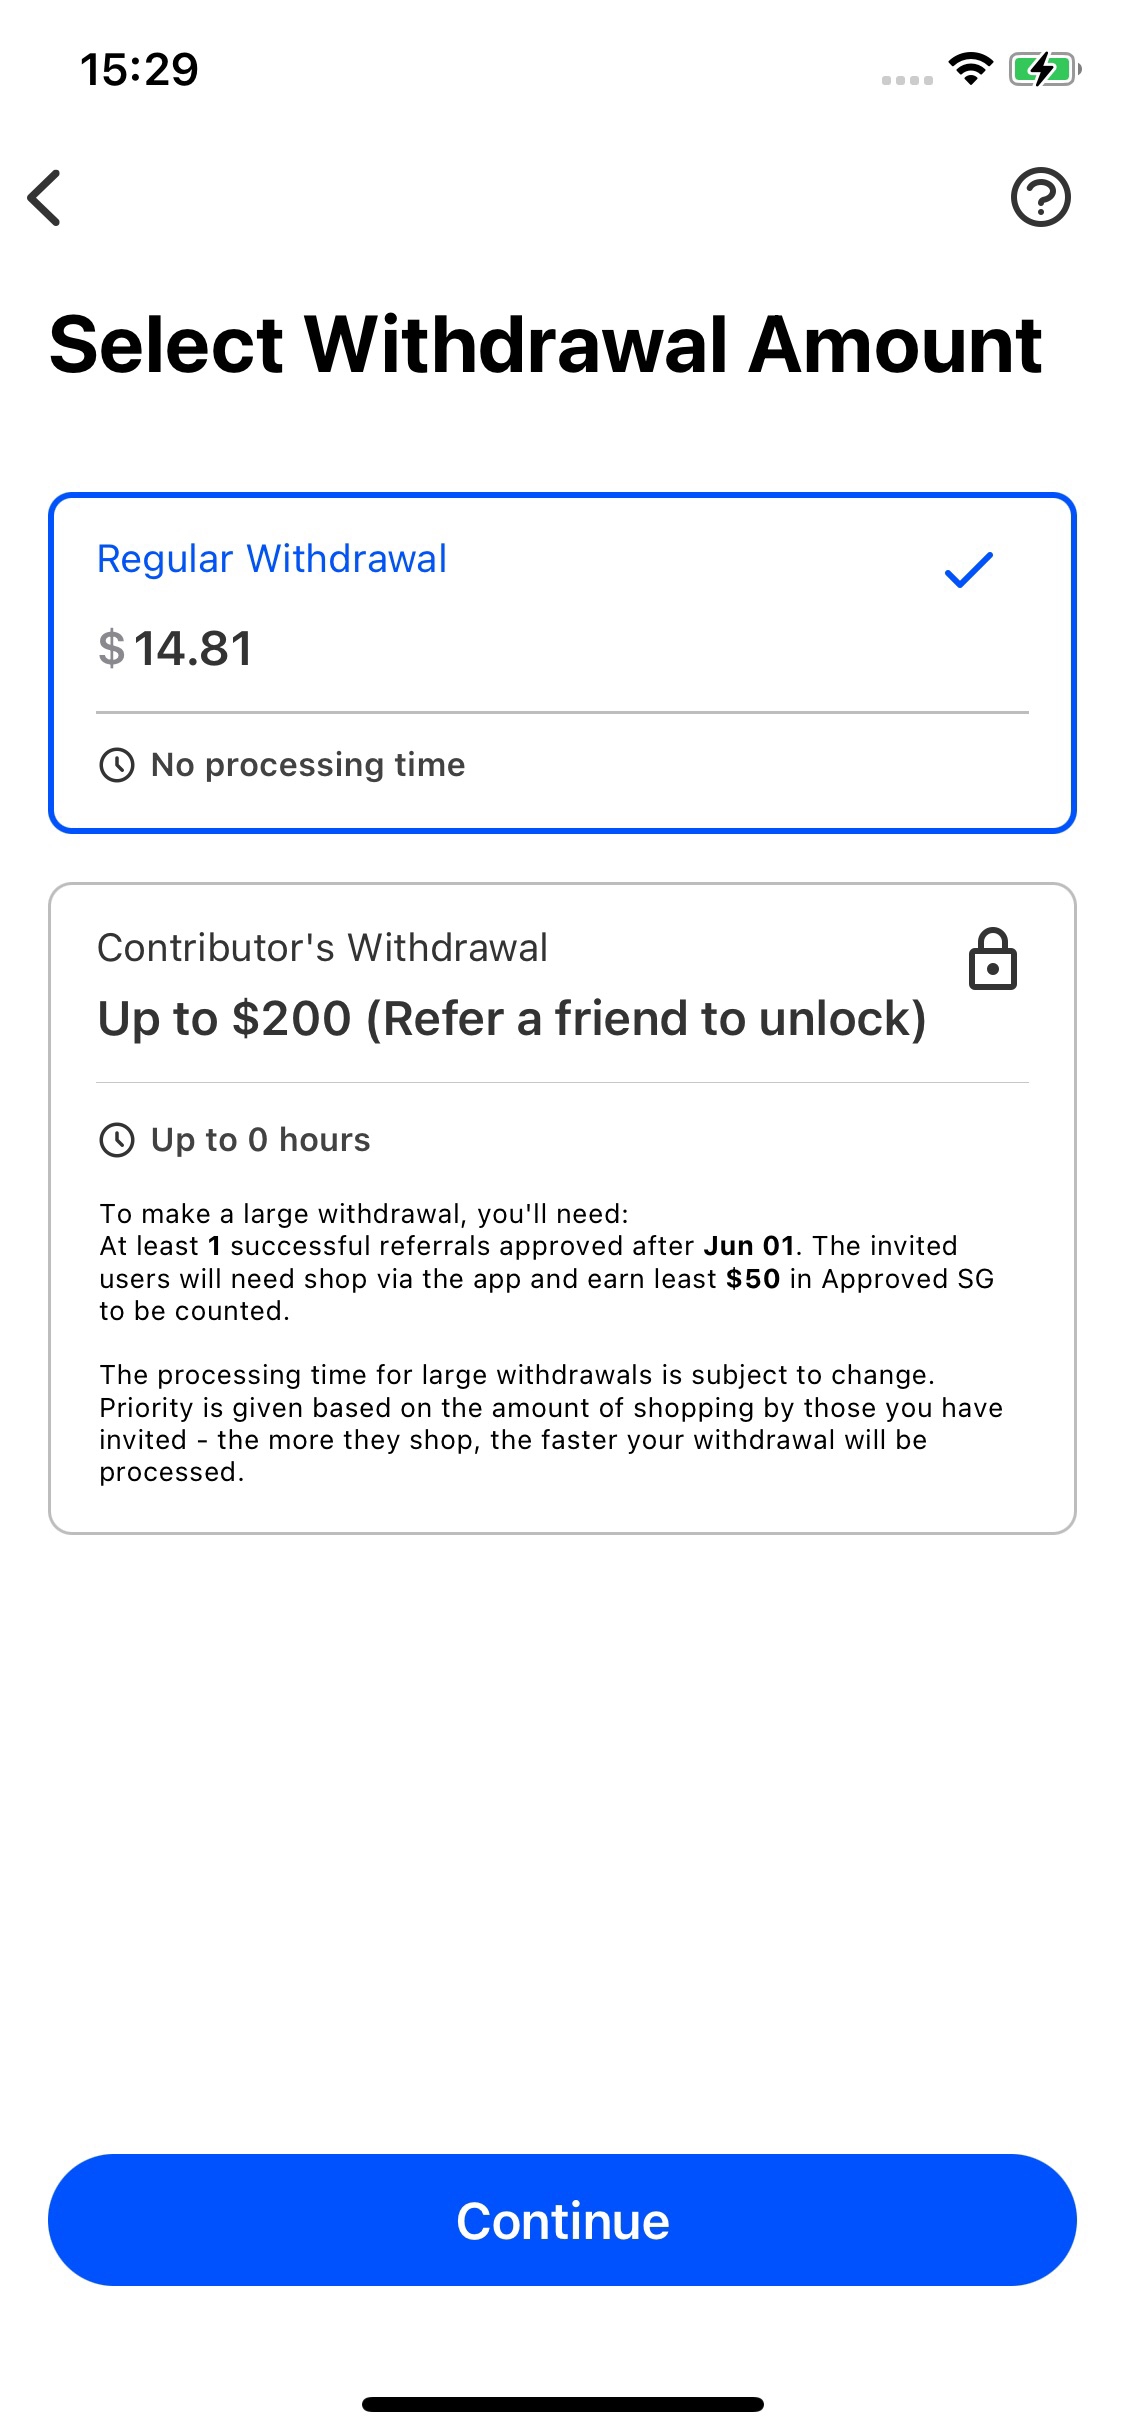 15:29
Select Withdrawal Amount
Regular Withdrawal
$ 14.81
No processing time
Contributor's Withdrawal
Up to $200 (Refer a friend to unlock)
Up to 0 hours
To make a large withdrawal, you'll need:
At least 1 successful referrals approved after Jun 01. The invited
users will need shop via the app and earn least $50 in Approved SG
to be counted.
The processing time for large withdrawals is subject to change.
Priority is given based on the amount of shopping by those you have
invited - the more they shop, the faster your withdrawal will be
processed.
Continue